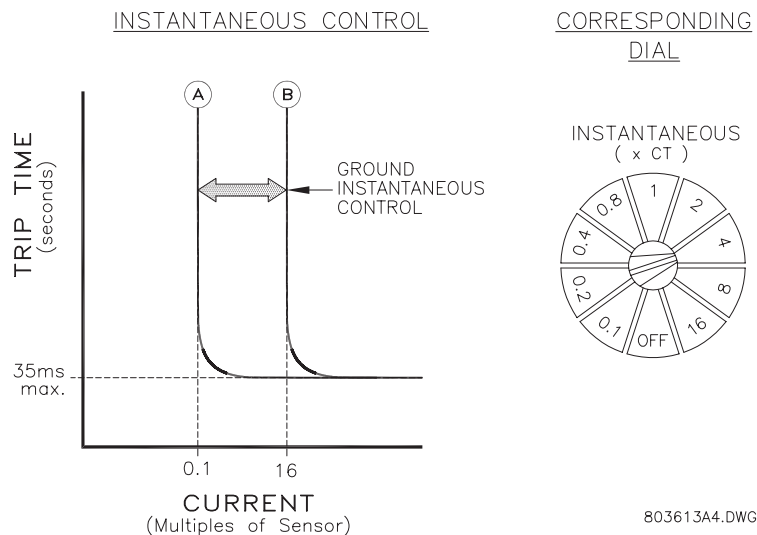 INSTANTANEOUS CONTROL
CORRESPONDING
DIAL
A
B
TRIP TIME
(seconds)
GROUND
INSTANTANEOUS
CONTROL
35ms
max.
0.1
16
CURRENT
(Multiples of Sensor)
INSTANTANEOUS
( x CT )
OFF
0.1
0.2
0.4
0.8
1
2
4
8
16
803613A4.DWG